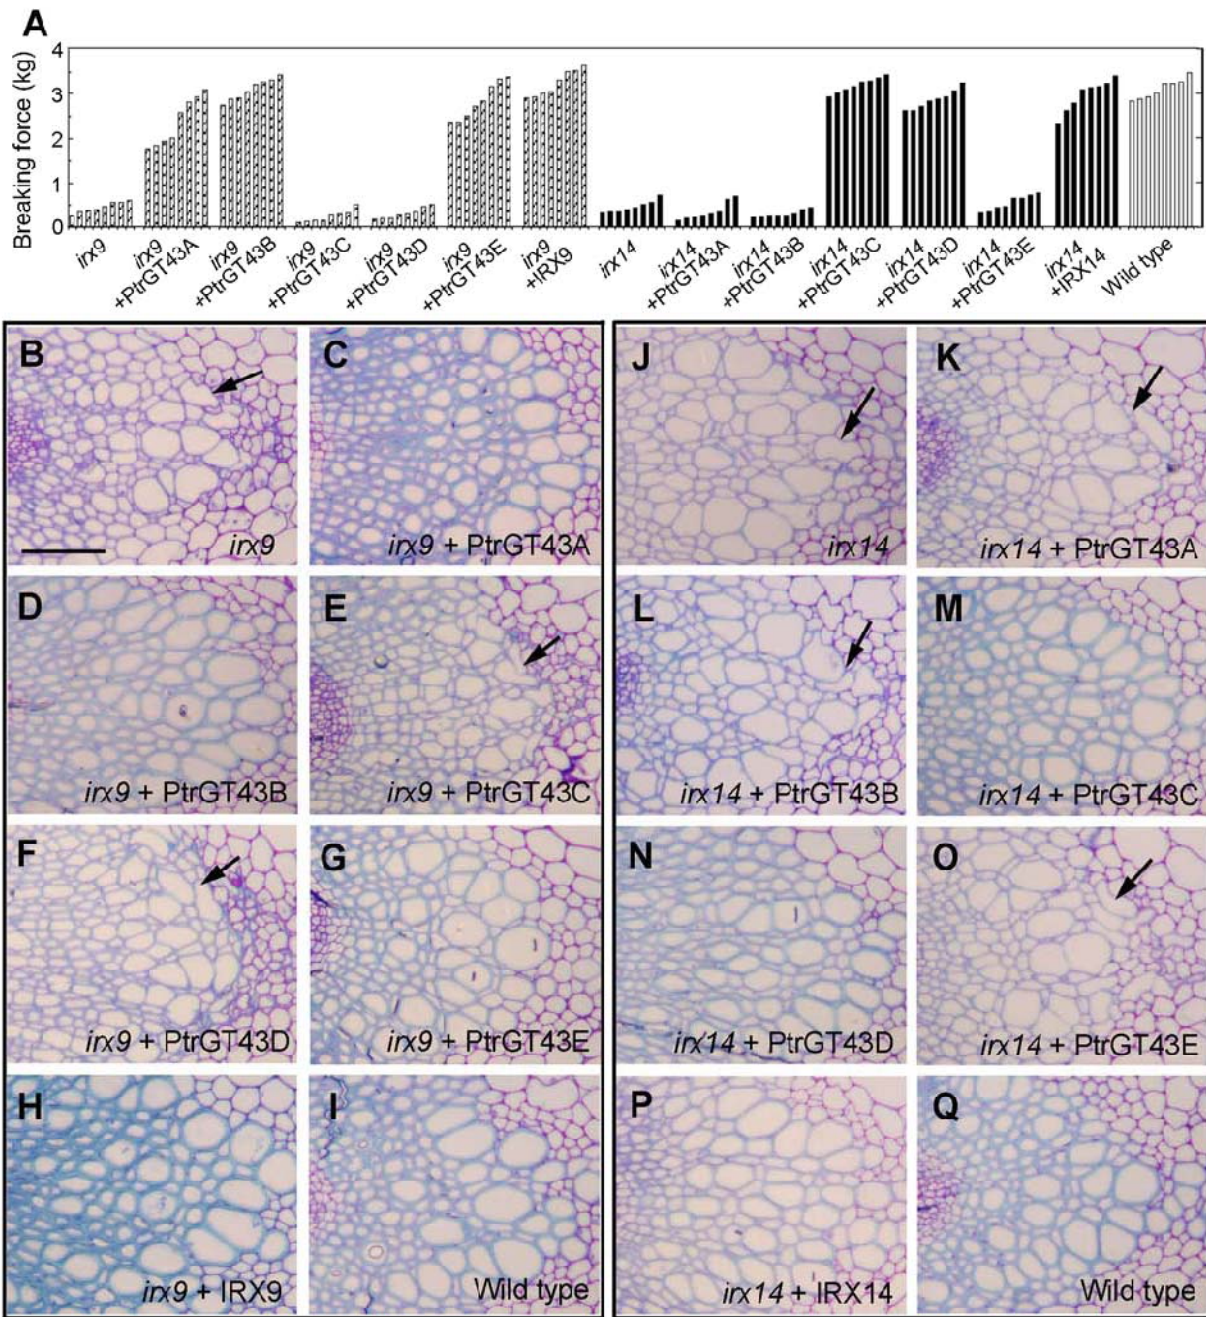 A
Breaking force (kg)
4
3
2
1
0
irx9
irx9
+PtrGT43A
irx9
+PtrGT43B
irx9
+PtrGT43C
irx9
+PtrGT43D
irx9
+PtrGT43E
irx9
+IRX9
irx14
irx14
+PtrGT43A
irx14
+PtrGT43B
irx14
+PtrGT43C
irx14
+PtrGT43D
irx14
+PtrGT43E
irx14
+IRX14
Wild type
B
irx9
C
irx9 + PtrGT43A
D
irx9 + PtrGT43B
E
irx9 + PtrGT43C
F
irx9 + PtrGT43D
G
irx9 + PtrGT43E
H
irx9 + IRX9
I
Wild type
J
irx14
K
irx14 + PtrGT43A
L
irx14 + PtrGT43B
M
irx14 + PtrGT43C
N
irx14 + PtrGT43D
O
irx14 + PtrGT43E
P
irx14 + IRX14
Q
Wild type